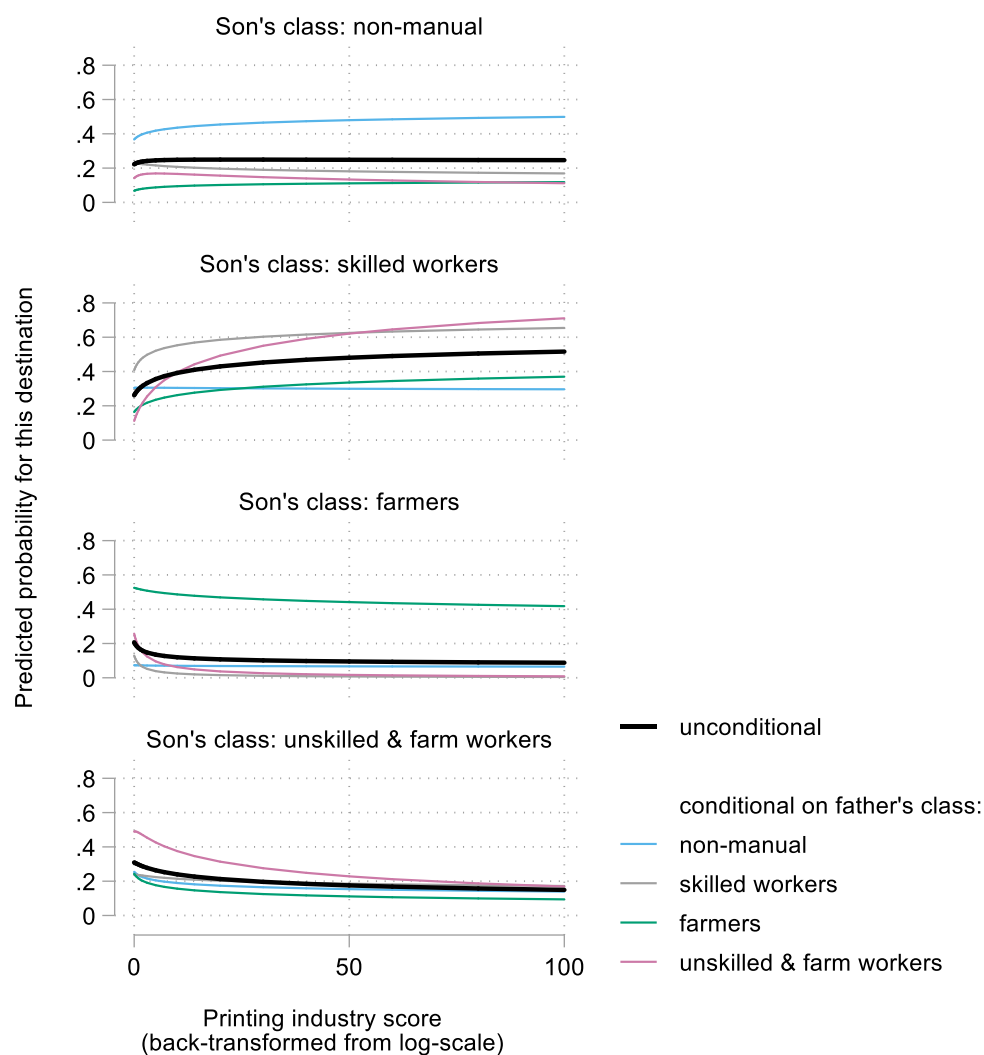 Son's class: non-manual
.8
.6
.4
.2
0
Son's class: skilled workers
.8
.6
.4
.2
0
Predicted probability for this destination
Son's class: farmers
.8
.6
.4
.2
0
Son's class: unskilled & farm workers
.8
.6
.4
.2
0
0 50 100
Printing industry score
(back-transformed from log-scale)
unconditional
conditional on father's class:
non-manual
skilled workers
farmers
unskilled & farm workers